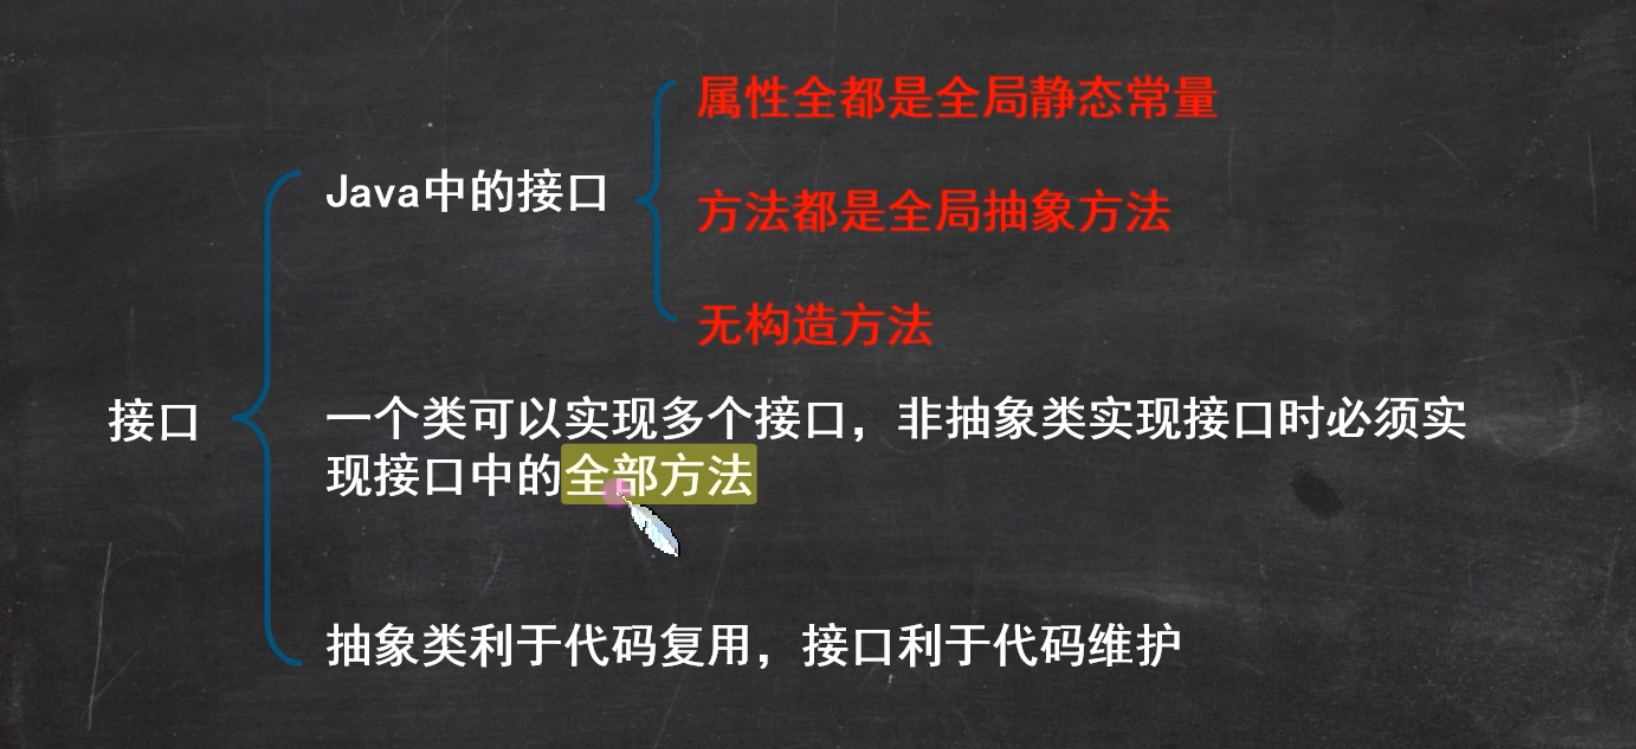 属性全都是全局静态常量
Java中的接口
方法都是全局抽象方法
无构造方法
接口
一个类可以实现多个接口，非抽象类实现接口时必须实
现接口中的全部方法
抽象类利于代码复用，接口利于代码维护